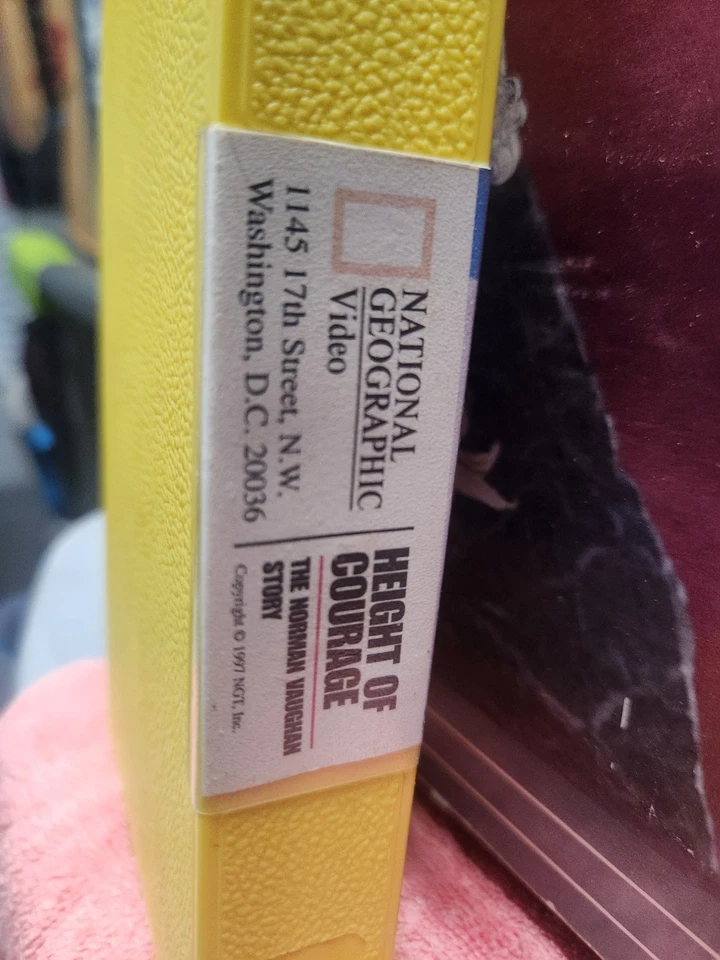 NATIONAL
GEOGRAPHIC
Video
1145 17th Street, N.W.
Washington, D.C. 20036
HEIGHT OF
COURAGE
THE NORMAN VAUGHAN
STORY
Copyright © 1997 NGT, Inc.